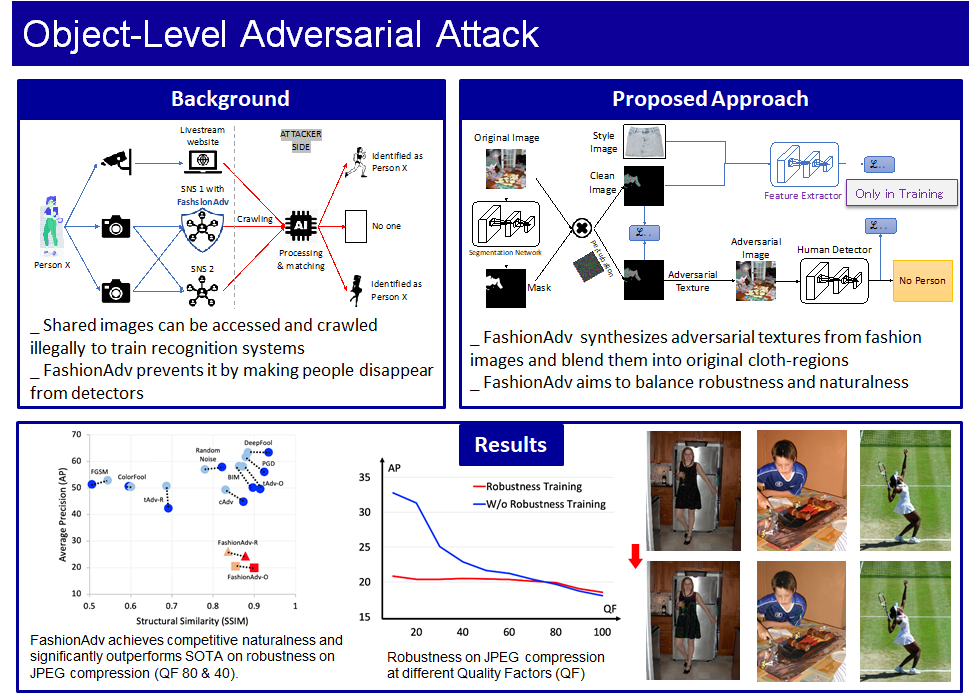 Object-Level Adversarial Attack
Background
Livestream
website
ATTACKER
SIDE
Identified as
Person X
SNS 1 with
FashsIonAdv
Crawling
AI
No one
Person X
Processing
& matching
SNS 2
Identified as
Person X
_ Shared images can be accessed and crawled
illegally to train recognition systems
_ FashionAdv prevents it by making people disappear
from detectors
Proposed Approach
Original Image
Style
Image
Clean
Image
Feature Extractor
Only in Training
ℒ..
ℒ..
ℒ..
Segmentation Network
Mask
Adversarial
Texture
Adversarial
Image
Human Detector
No Person
_ FashionAdv  synthesizes adversarial textures from fashion
images and blend them into original cloth-regions
_ FashionAdv aims to balance robustness and naturalness
Results
Average Precision (AP)
70
60
50
40
30
20
10
0.5
0.6
0.7
0.8
0.9
1
Structural Similarity (SSIM)
FGSM
ColorFool
tAdv-R
Random
Noise
DeepFool
PGD
BIM
tAdv-O
cAdv
FashionAdv-R
FashionAdv-O
FashionAdv achieves competitive naturalness and
significantly outperforms SOTA on robustness on
JPEG compression (QF 80 & 40).
AP
35
30
25
20
15
Robustness Training
W/o Robustness Training
QF
20
40
60
80
100
Robustness on JPEG compression
at different Quality Factors (QF)